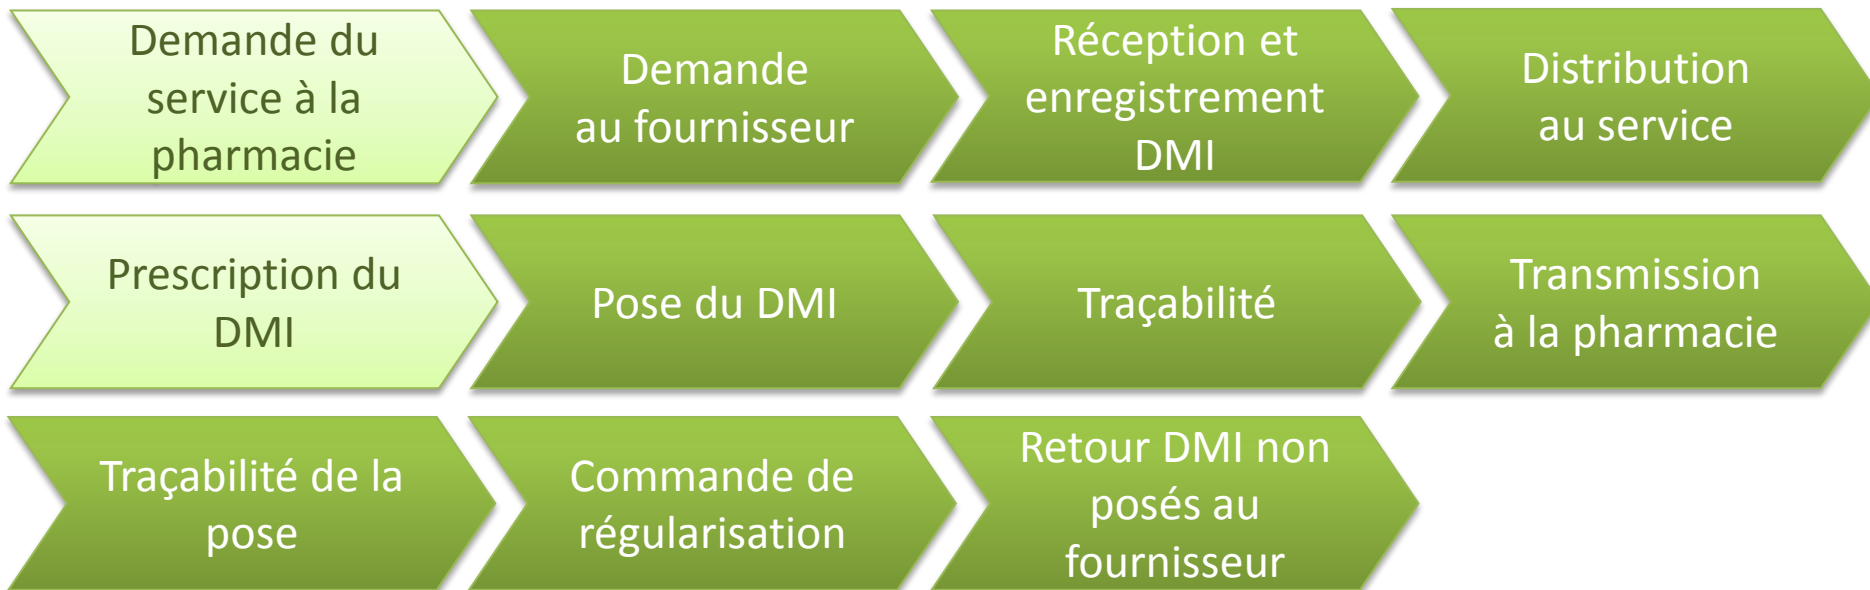 Demande du
service à la
pharmacie
Demande
au fournisseur
Réception et
enregistrement
DMI
Distribution
au service
Prescription du
DMI
Pose du DMI
Traçabilité
Transmission
à la pharmacie
Traçabilité de la
pose
Commande de
régularisation
Retour DMI non
posés au
fournisseur